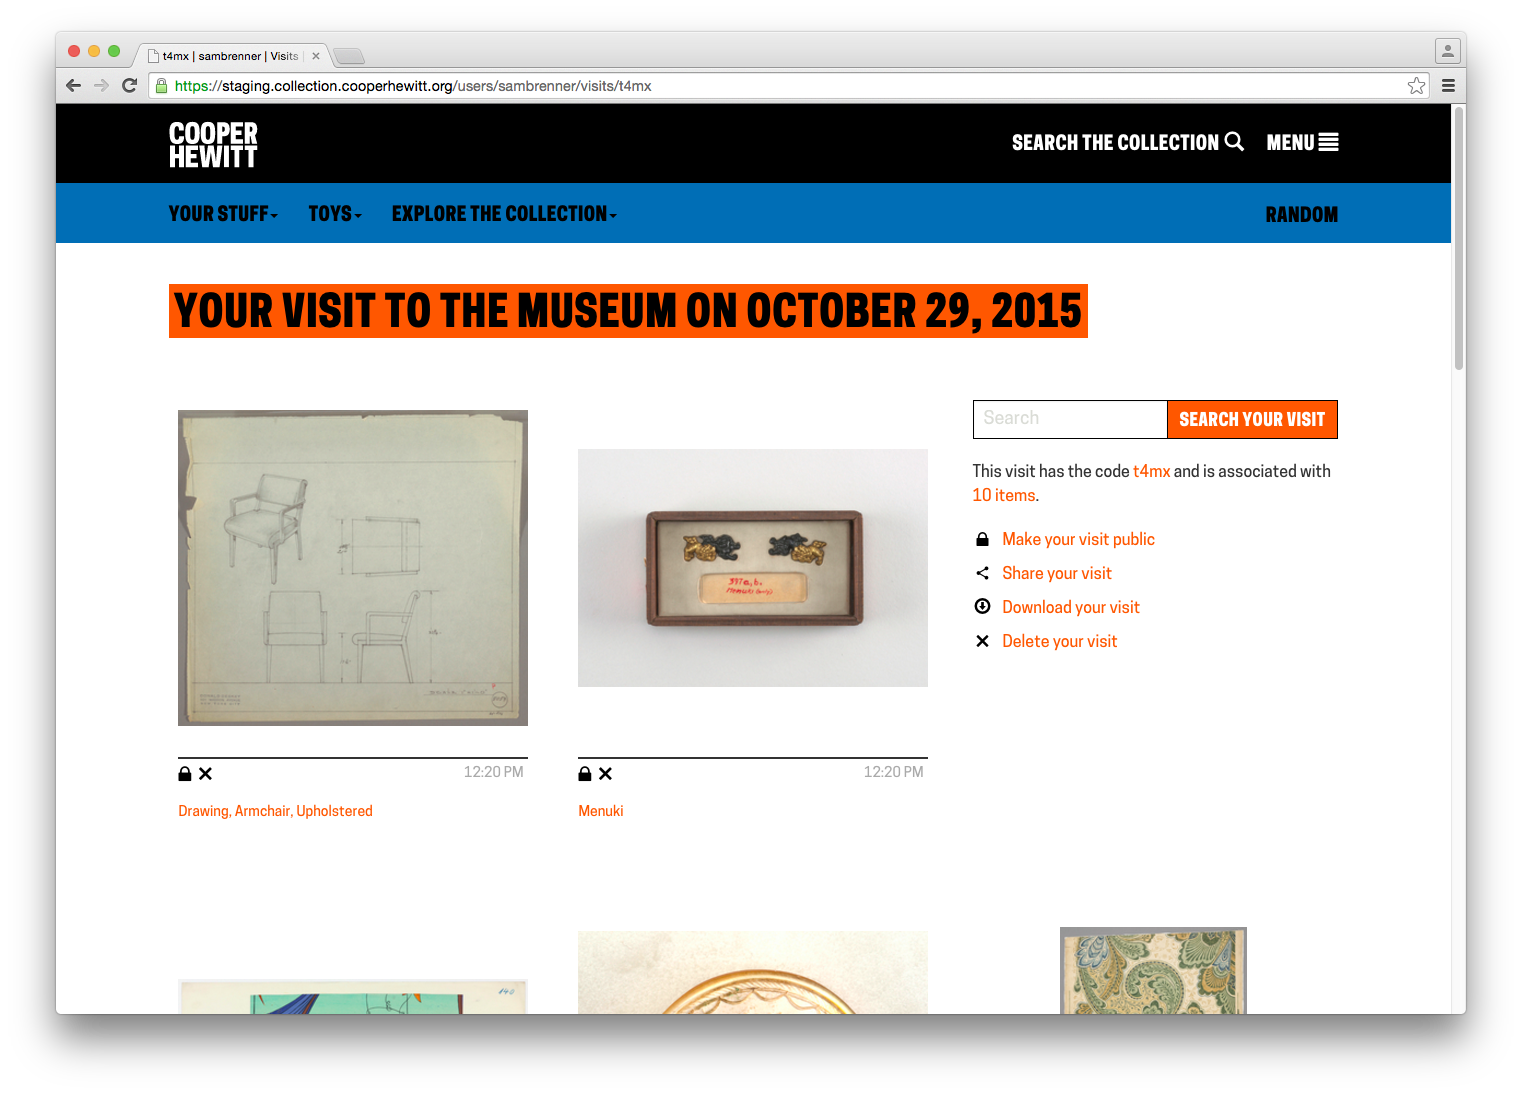 t4mx | sambrenner | Visits
https://staging.collection.cooperhewitt.org/users/sambrenner/visits/t4mx
COOPER
HEWITT
SEARCH THE COLLECTION
MENU
YOUR STUFF
TOYS
EXPLORE THE COLLECTION
RANDOM
YOUR VISIT TO THE MUSEUM ON OCTOBER 29, 2015
Search
SEARCH YOUR VISIT
This visit has the code t4mx and is associated with
10 items.
Make your visit public
Share your visit
Download your visit
Delete your visit
397a,b.
Menuki
12:20 PM
12:20 PM
Drawing, Armchair, Upholstered
Menuki
140